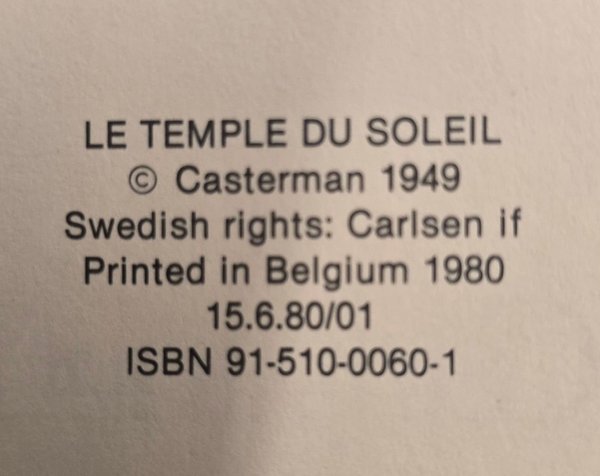 LE TEMPLE DU SOLEIL
© Casterman 1949
Swedish rights: Carlsen if
Printed in Belgium 1980
15.6.80/01
ISBN 91-510-0060-1